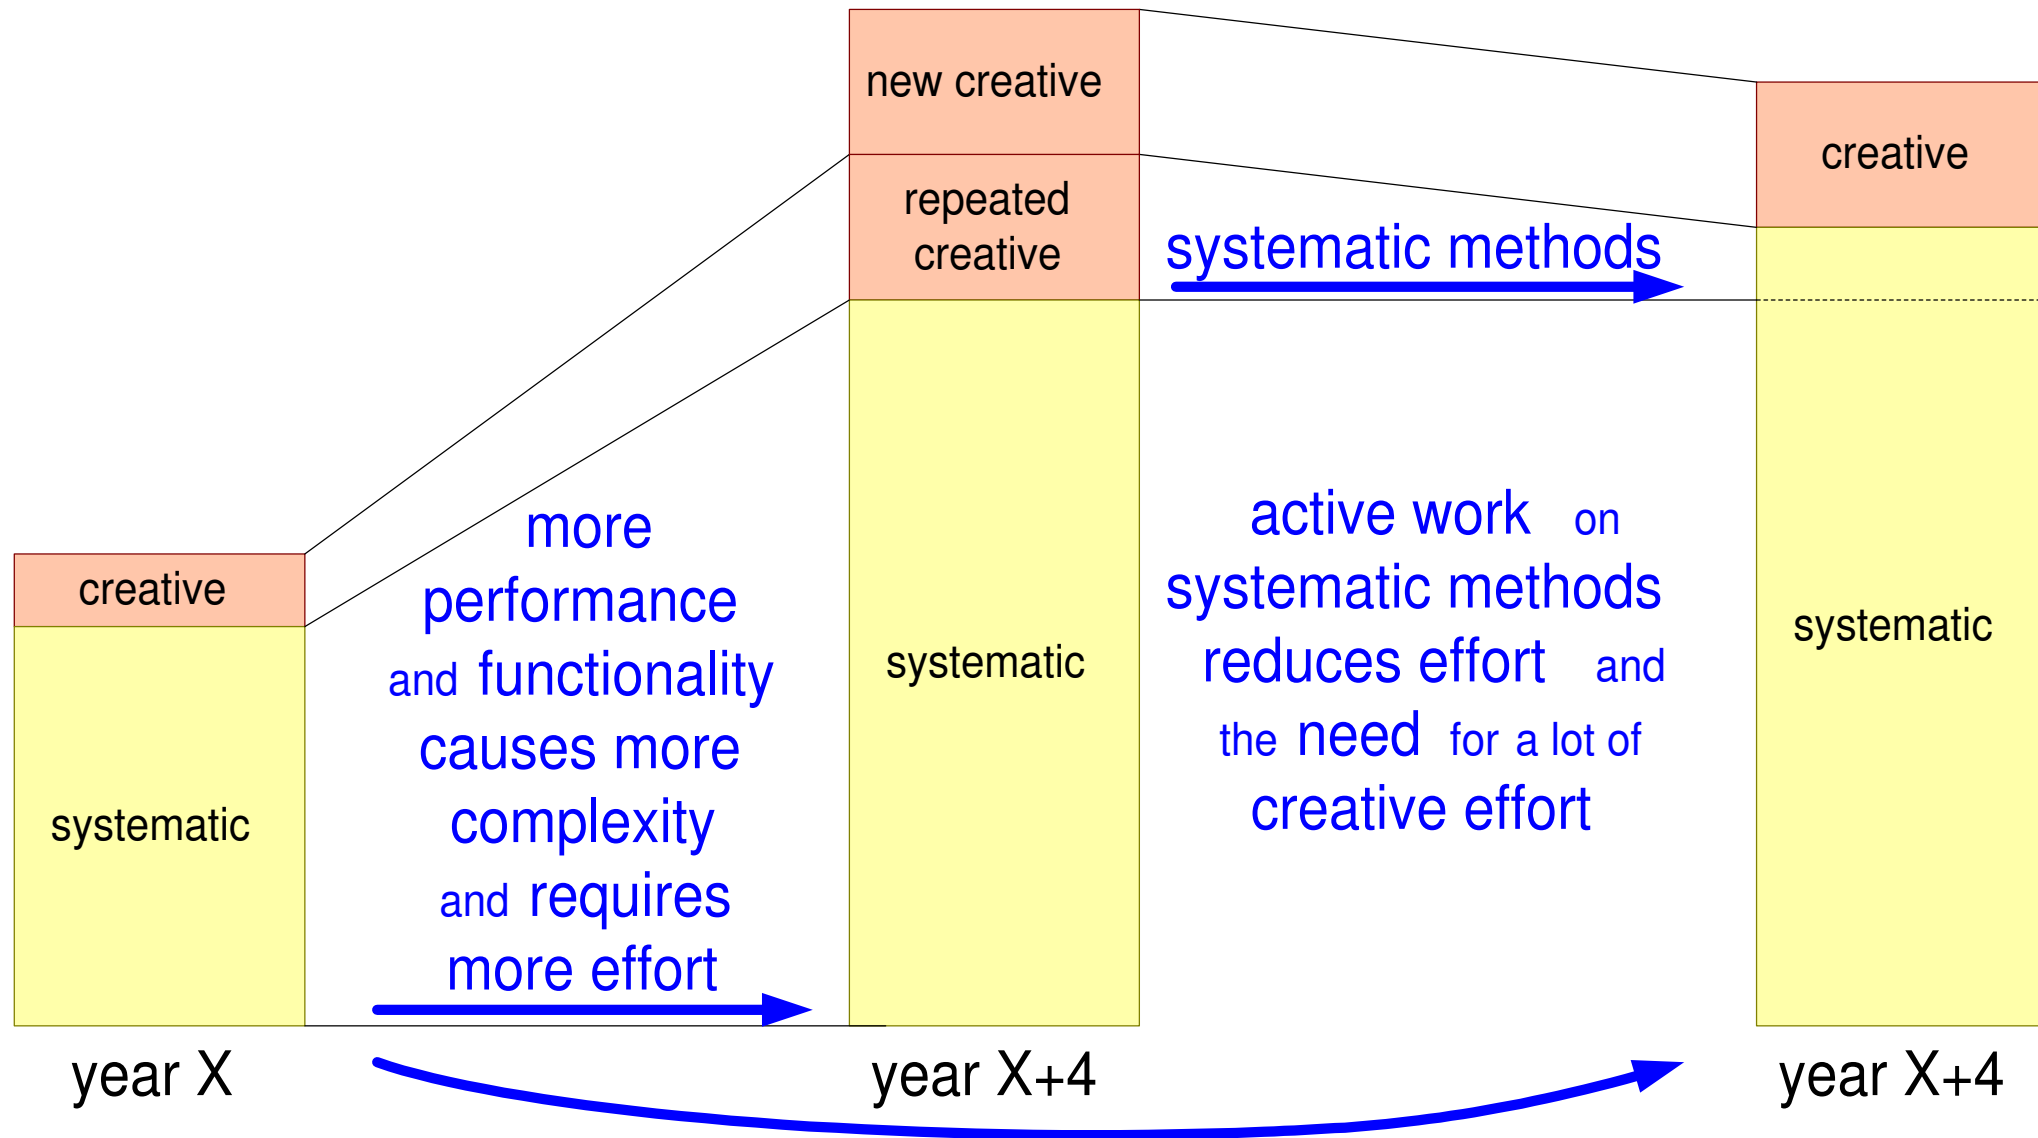 creative
systematic
year X
more
performance
and functionality
causes more
complexity
and requires
more effort
new creative
repeated
creative
systematic
year X+4
systematic methods
active work on
systematic methods
reduces effort and
the need for a lot of
creative effort
creative
systematic
year X+4